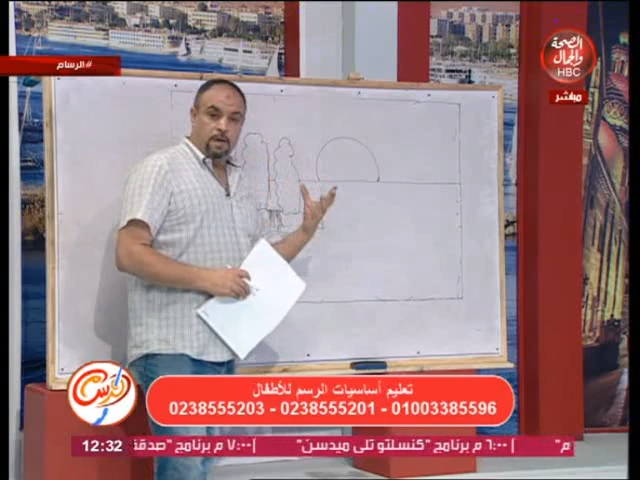 الصحة
والجمال
HBC
مباشر
#الرسام
تعليم أساسيات الرسم للأطفال
0238555203 - 0238555201 - 01003385596
12:32
م" | ٦:٠٠ م برنامج "كنسلتو تلى ميدسن" | ٧:٠٠ م برنامج "صدقة